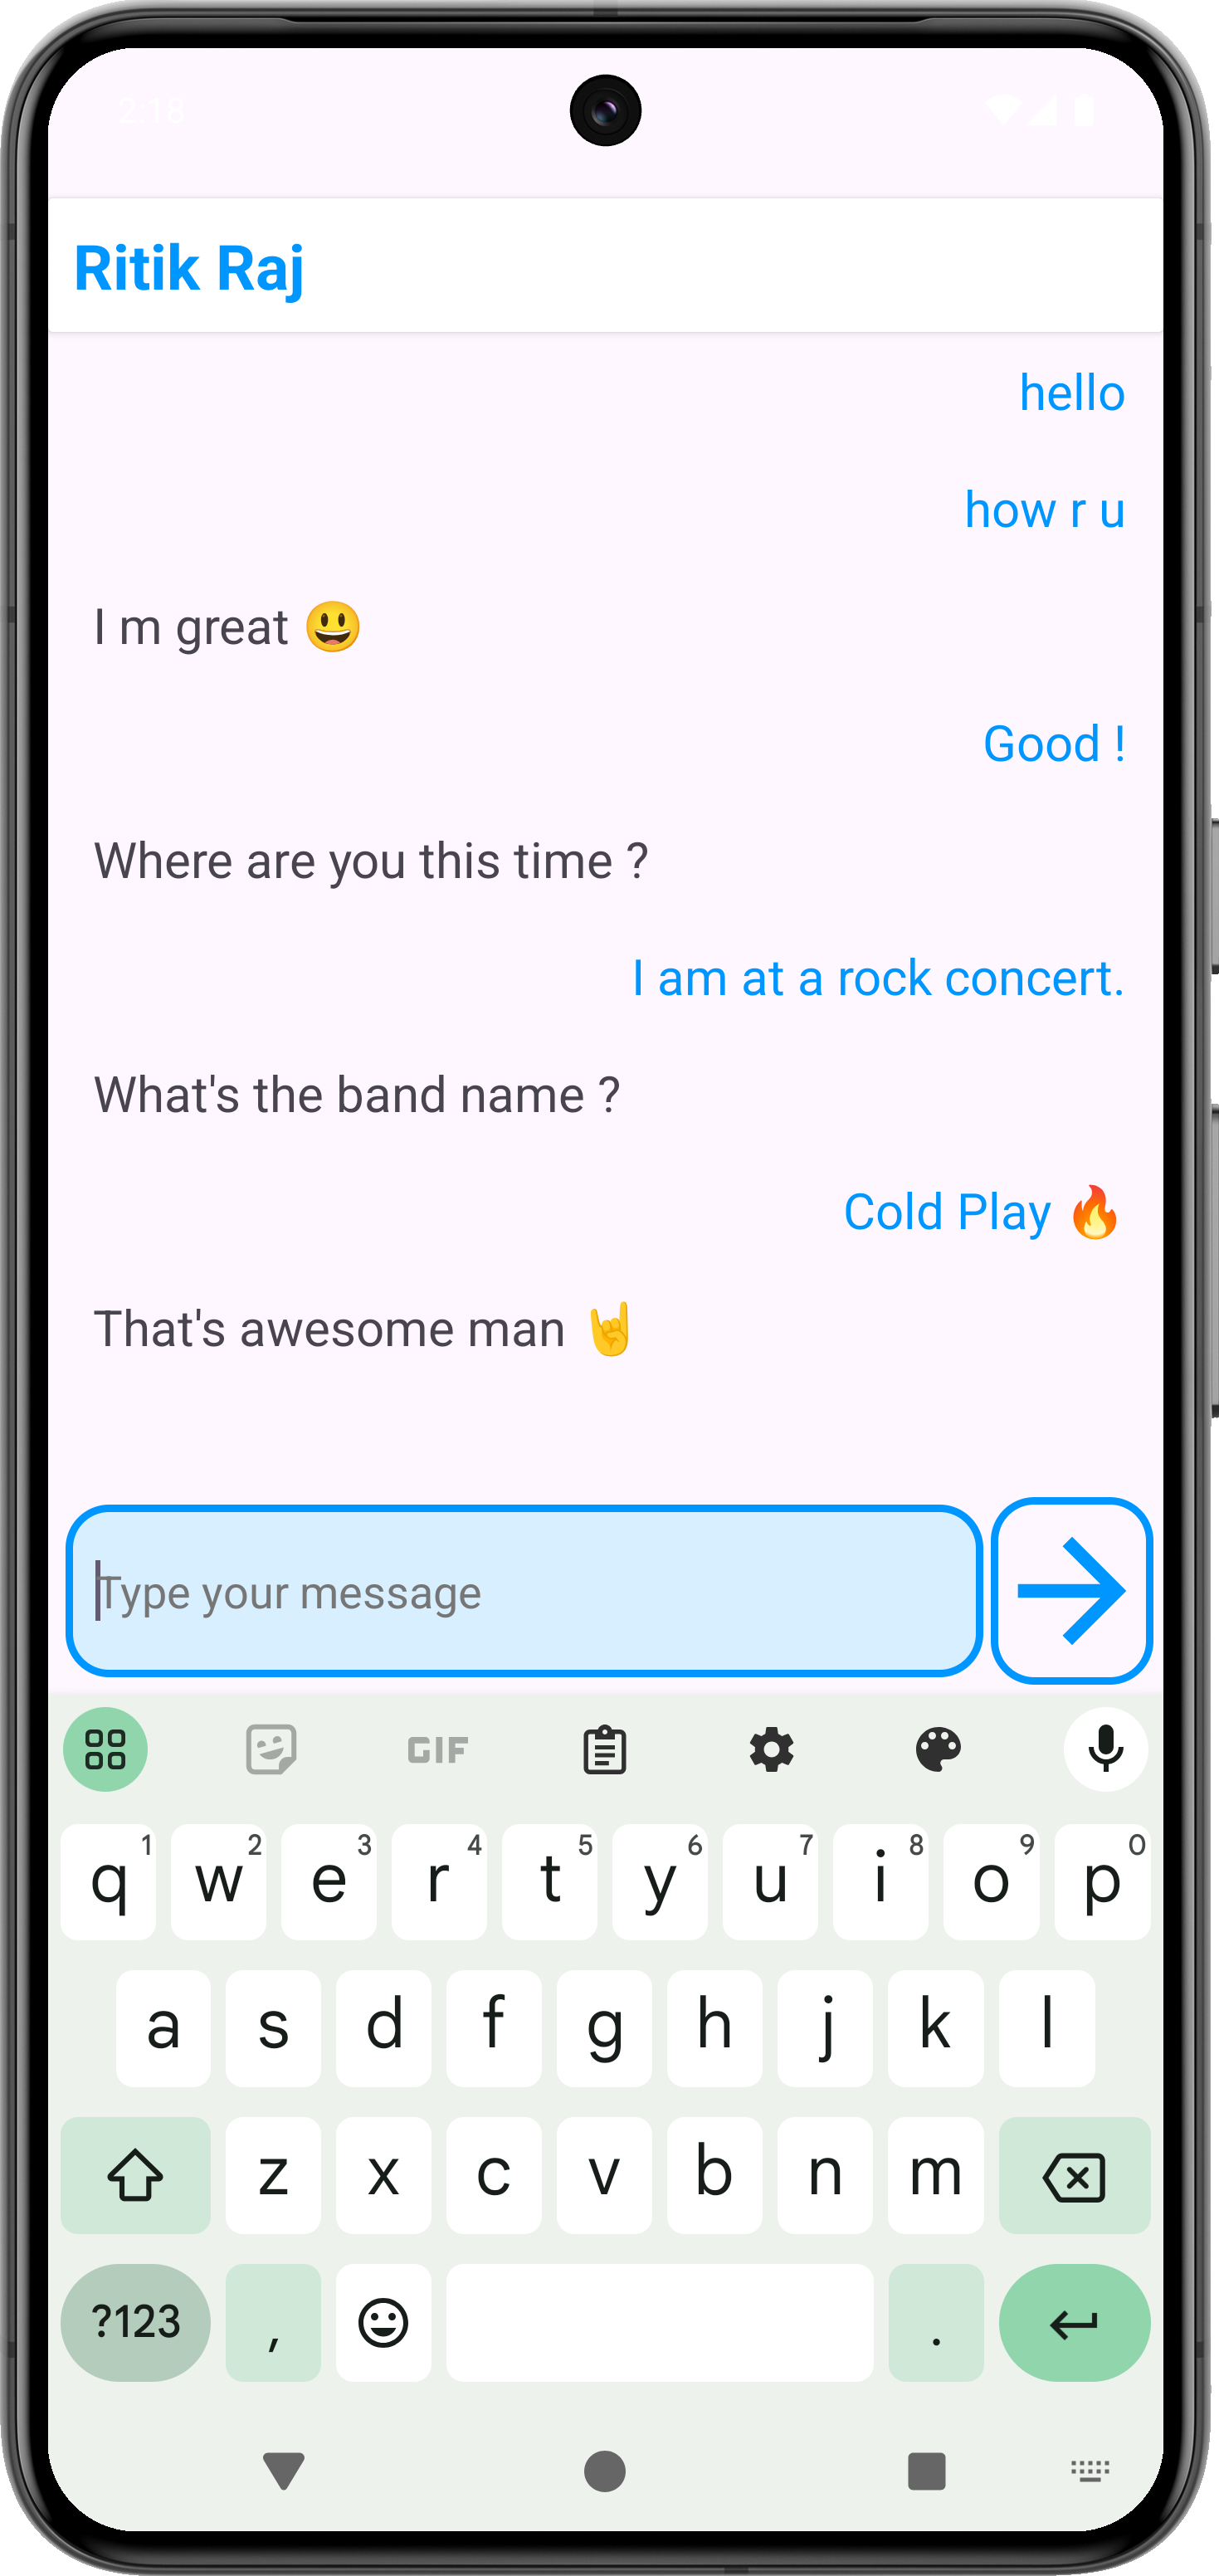 2:18
Ritik Raj
hello
how r u
I m great 😃
Good !
Where are you this time ?
I am at a rock concert.
What's the band name ?
Cold Play 🔥
That's awesome man 🤘
Type your message
GIF
q 1 w 2 e 3 r 4 t 5 y 6 u 7 i 8 o 9 p 0
a s d f g h j k l
z x c v b n m
?123 , .